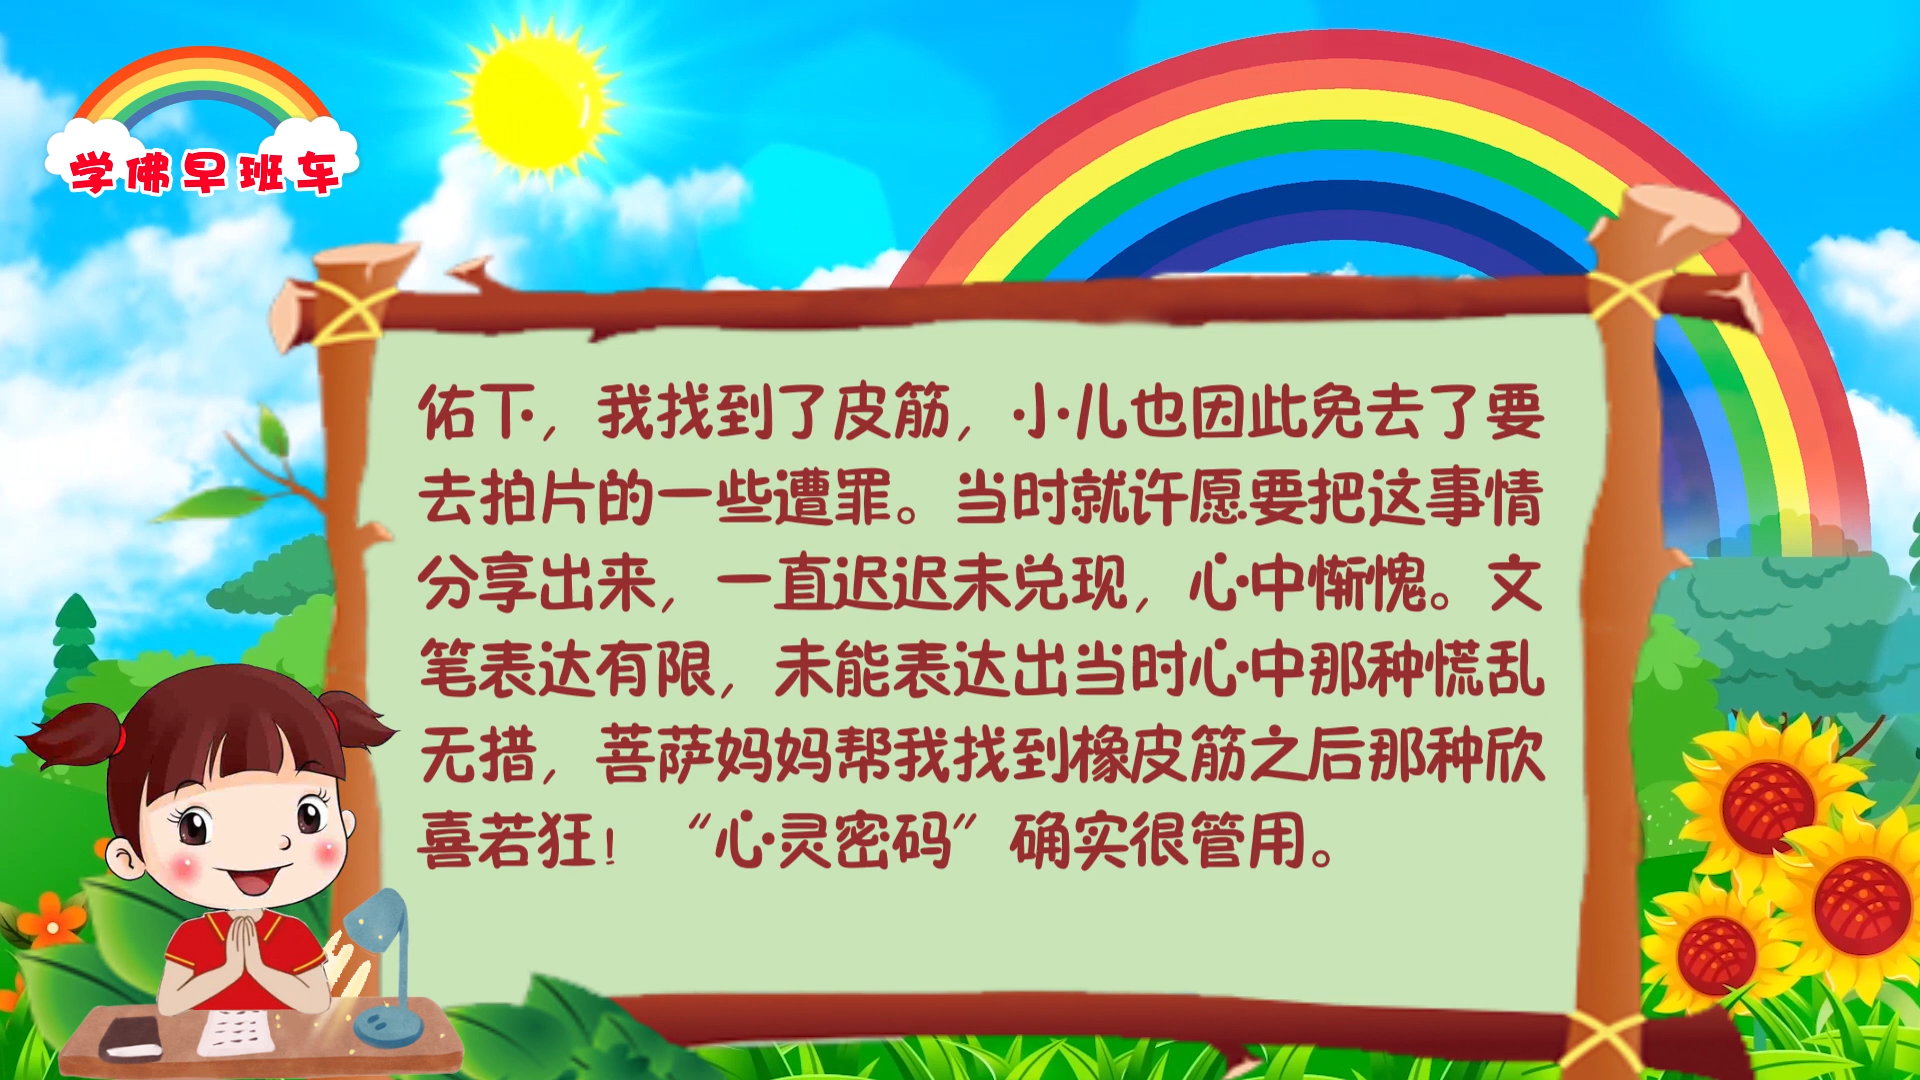 学佛早班车
佑下，我找到了皮筋，小儿也因此免去了要
去拍片的一些遭罪。当时就许愿要把这事情
分享出来，一直迟迟未兑现，心中惭愧。文
笔表达有限，未能表达出当时心中那种慌乱
无措，菩萨妈妈帮我找到橡皮筋之后那种欣
喜若狂！“心灵密码”确实很管用。